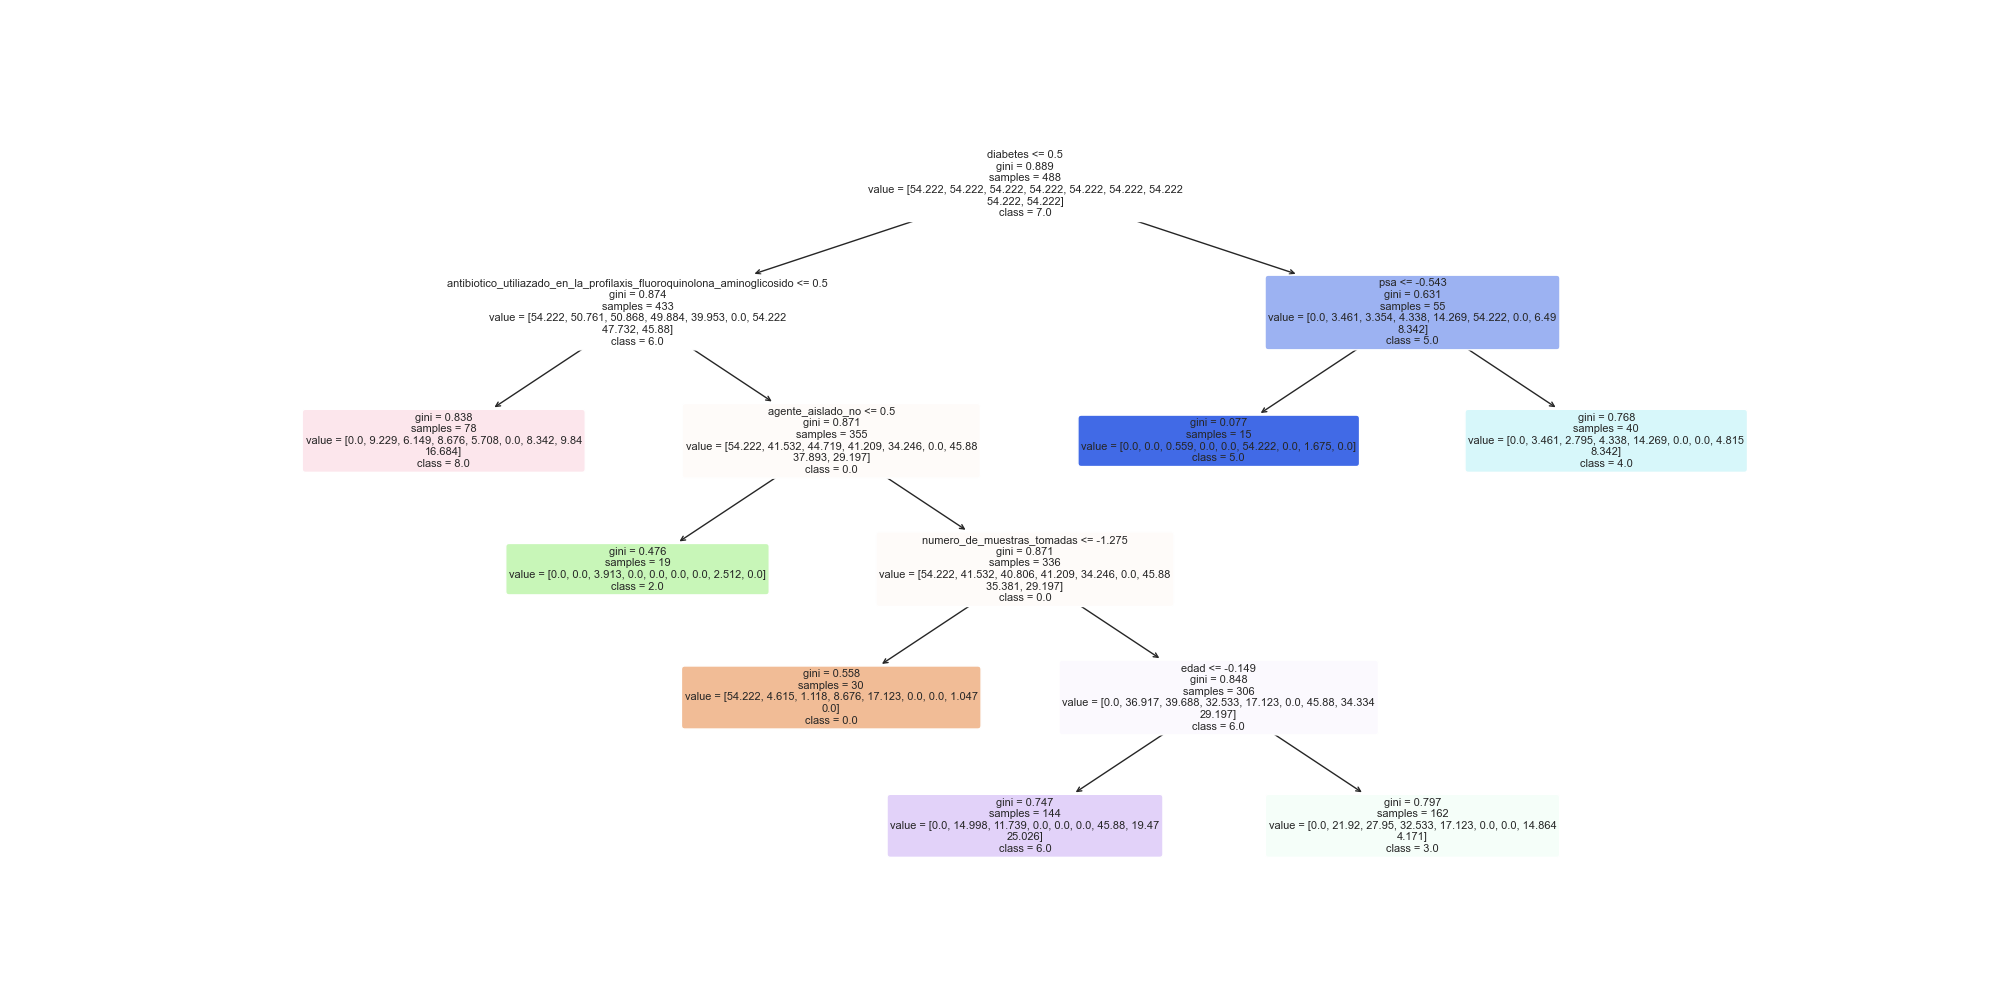 diabetes <= 0.5
gini = 0.889
samples = 488
value = [54.222, 54.222, 54.222, 54.222, 54.222, 54.222, 54.222
54.222, 54.222]
class = 7.0
antibiotico_utiliazado_en_la_profilaxis_fluoroquinolona_aminoglicosido <= 0.5
gini = 0.874
samples = 433
value = [54.222, 50.761, 50.868, 49.884, 39.953, 0.0, 54.222
47.732, 45.88]
class = 6.0
psa <= -0.543
gini = 0.631
samples = 55
value = [0.0, 3.461, 3.354, 4.338, 14.269, 54.222, 0.0, 6.49
8.342]
class = 5.0
gini = 0.838
samples = 78
value = [0.0, 9.229, 6.149, 8.676, 5.708, 0.0, 8.342, 9.84
16.684]
class = 8.0
agente_aislado_no <= 0.5
gini = 0.871
samples = 355
value = [54.222, 41.532, 44.719, 41.209, 34.246, 0.0, 45.88
37.893, 29.197]
class = 0.0
gini = 0.077
samples = 15
value = [0.0, 0.0, 0.559, 0.0, 0.0, 54.222, 0.0, 1.675, 0.0]
class = 5.0
gini = 0.768
samples = 40
value = [0.0, 3.461, 2.795, 4.338, 14.269, 0.0, 0.0, 4.815
8.342]
class = 4.0
gini = 0.476
samples = 19
value = [0.0, 0.0, 3.913, 0.0, 0.0, 0.0, 0.0, 2.512, 0.0]
class = 2.0
numero_de_muestras_tomadas <= -1.275
gini = 0.871
samples = 336
value = [54.222, 41.532, 40.806, 41.209, 34.246, 0.0, 45.88
35.381, 29.197]
class = 0.0
gini = 0.558
samples = 30
value = [54.222, 4.615, 1.118, 8.676, 17.123, 0.0, 0.0, 1.047
0.0]
class = 0.0
edad <= -0.149
gini = 0.848
samples = 306
value = [0.0, 36.917, 39.688, 32.533, 17.123, 0.0, 45.88, 34.334
29.197]
class = 6.0
gini = 0.747
samples = 144
value = [0.0, 14.998, 11.739, 0.0, 0.0, 0.0, 45.88, 19.47
25.026]
class = 6.0
gini = 0.797
samples = 162
value = [0.0, 21.92, 27.95, 32.533, 17.123, 0.0, 0.0, 14.864
4.171]
class = 3.0